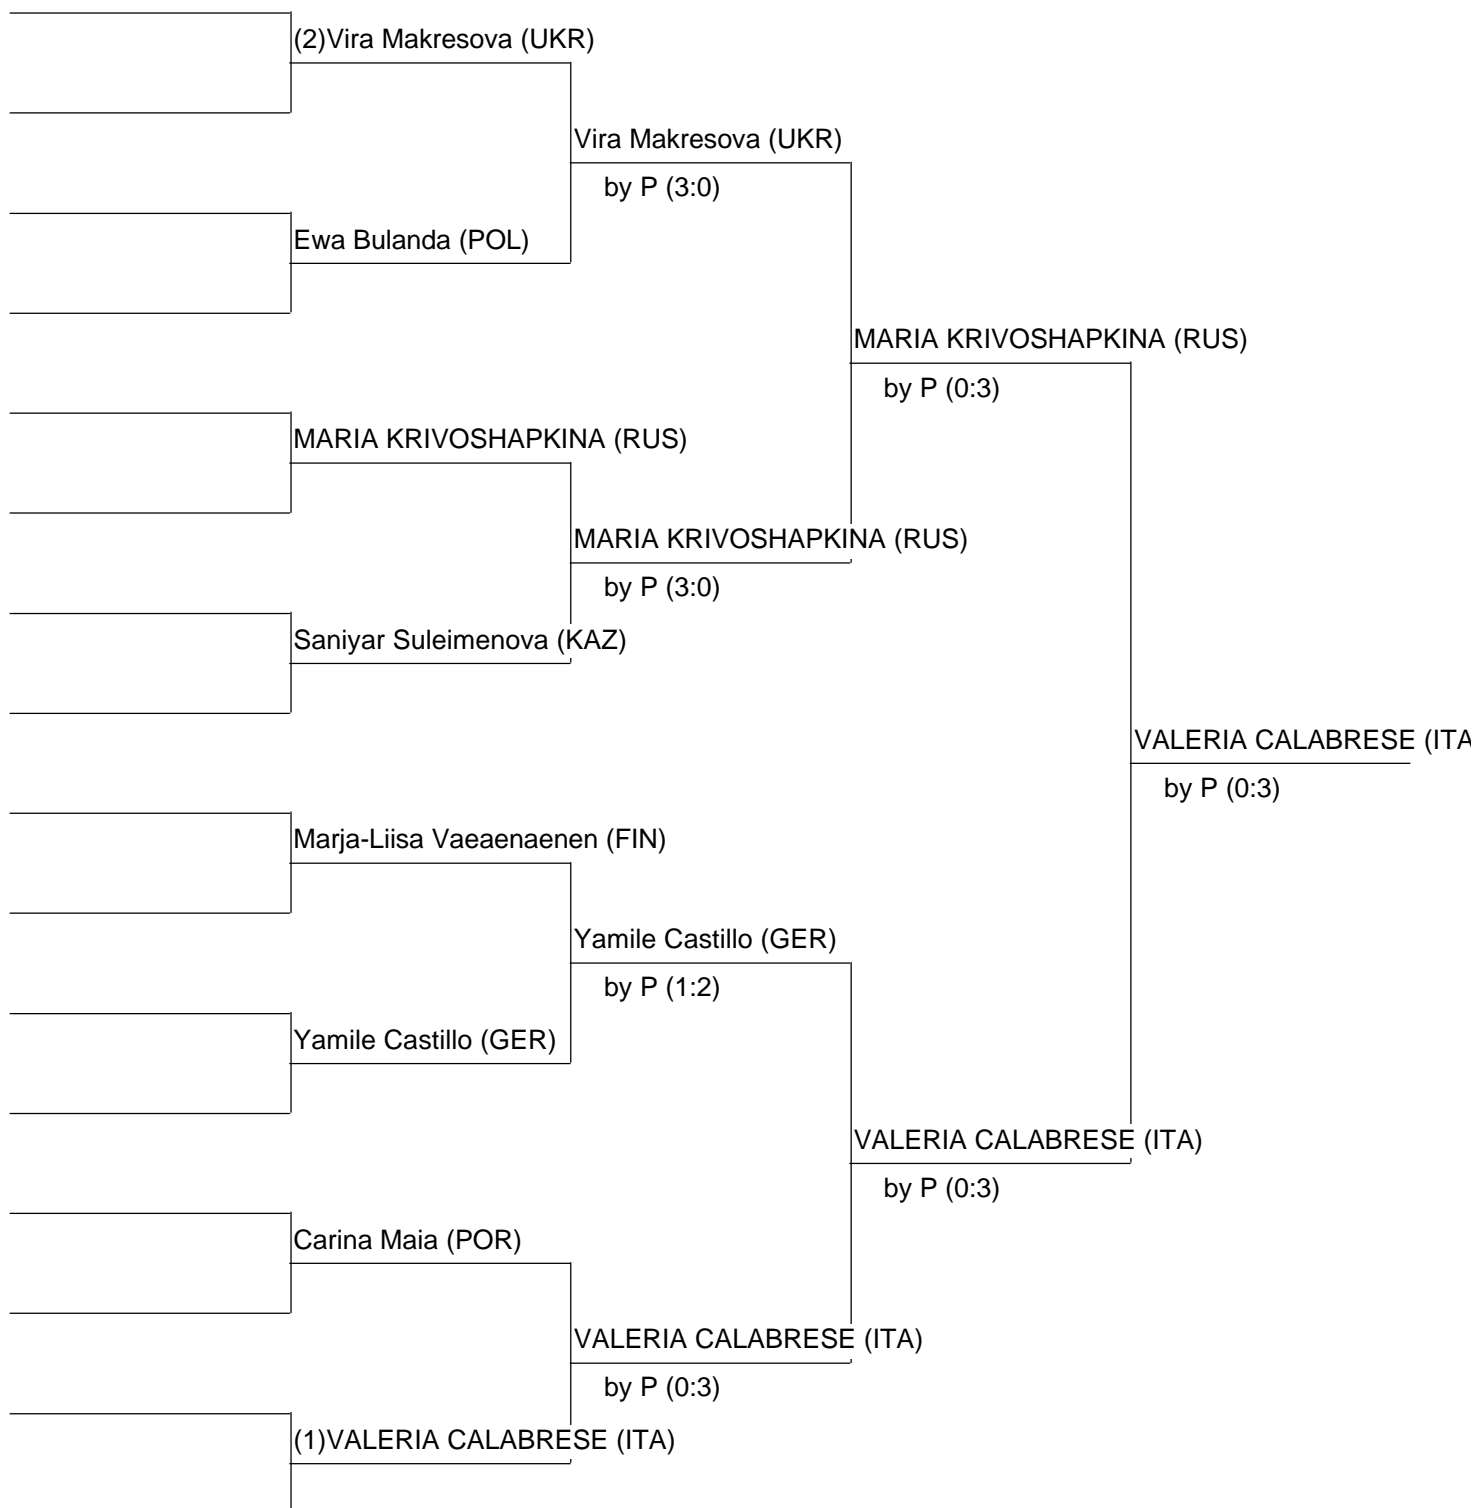 (2)Vira Makresova (UKR)
Vira Makresova (UKR)
by P (3:0)
Ewa Bulanda (POL)
MARIA KRIVOSHAPKINA (RUS)
by P (0:3)
MARIA KRIVOSHAPKINA (RUS)
MARIA KRIVOSHAPKINA (RUS)
by P (3:0)
Saniyar Suleimenova (KAZ)
VALERIA CALABRESE (ITA
by P (0:3)
Marja-Liisa Vaeaenaenen (FIN)
Yamile Castillo (GER)
by P (1:2)
Yamile Castillo (GER)
VALERIA CALABRESE (ITA)
by P (0:3)
Carina Maia (POR)
VALERIA CALABRESE (ITA)
by P (0:3)
(1)VALERIA CALABRESE (ITA)